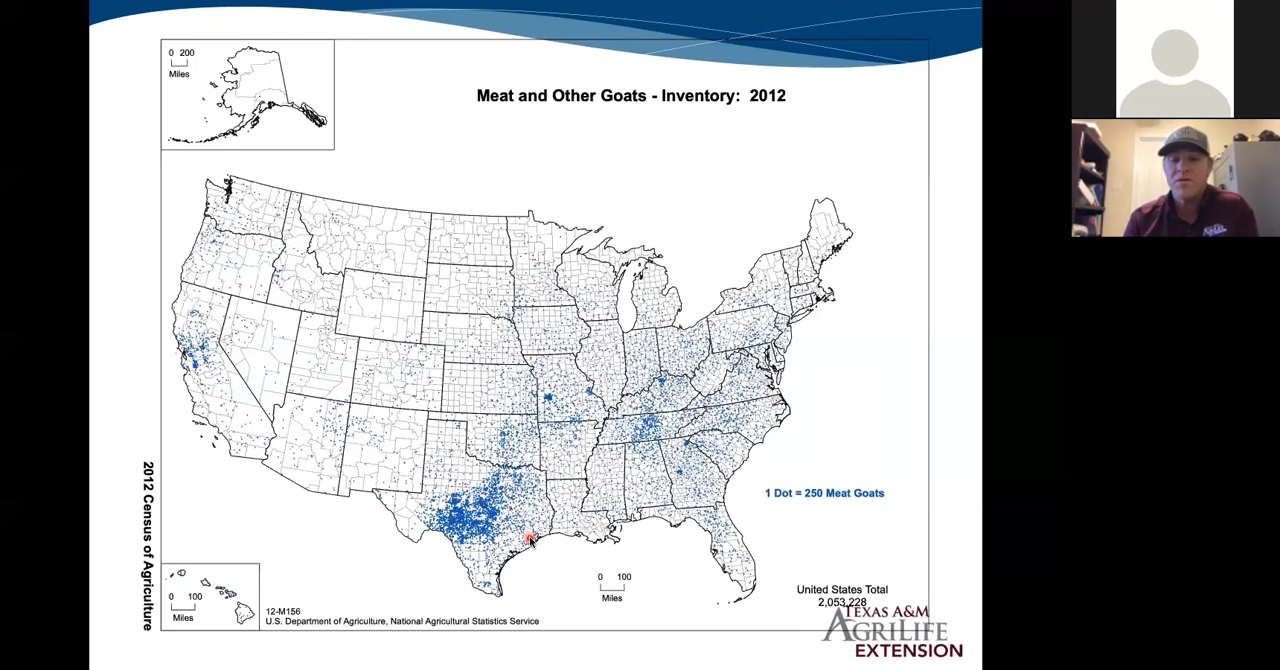 0 200
Miles
Meat and Other Goats - Inventory: 2012
1 Dot = 250 Meat Goats
2012 Census of Agriculture
0 100
Miles
0 100
Miles
12-M156
U.S. Department of Agriculture, National Agricultural Statistics Service
United States Total
2,053,228
TEXAS A&M
AGRILIFE
EXTENSION